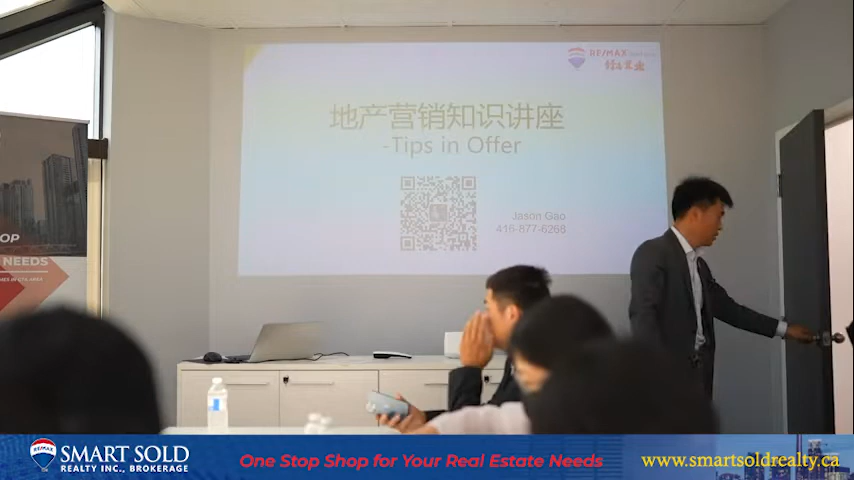 RE/MAX
地产营销知识讲座
-Tips in Offer
Jason Gao
416-877-6268
OP
NEEDS
RE/MAX
SMART SOLD
REALTY INC., BROKERAGE
One Stop Shop for Your Real Estate Needs
www.smartsoldrealty.ca